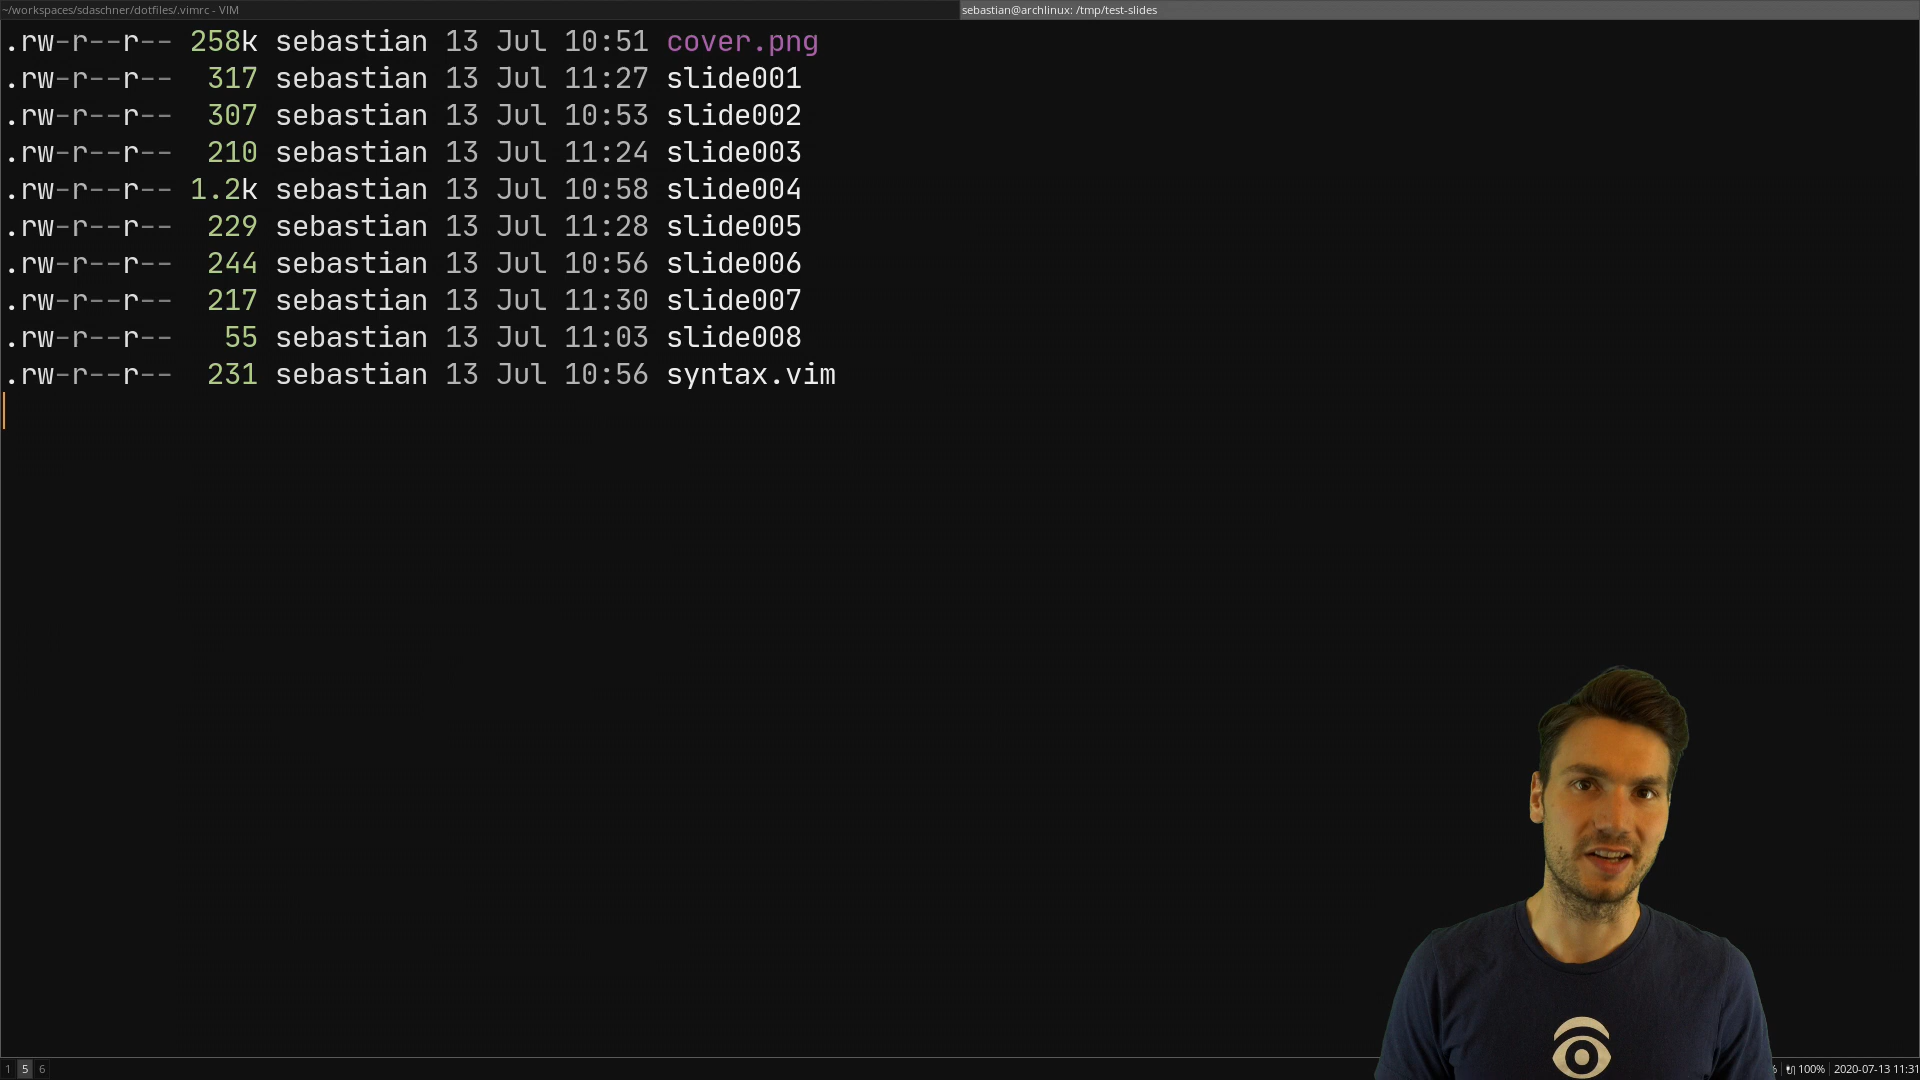 ~/workspaces/sdaschner/dotfiles/.vimrc - VIM
sebastian@archlinux: /tmp/test-slides
.rw-r--r-- 258k sebastian 13 Jul 10:51 cover.png
.rw-r--r-- 317 sebastian 13 Jul 11:27 slide001
.rw-r--r-- 307 sebastian 13 Jul 10:53 slide002
.rw-r--r-- 210 sebastian 13 Jul 11:24 slide003
.rw-r--r-- 1.2k sebastian 13 Jul 10:58 slide004
.rw-r--r-- 229 sebastian 13 Jul 11:28 slide005
.rw-r--r-- 244 sebastian 13 Jul 10:56 slide006
.rw-r--r-- 217 sebastian 13 Jul 11:30 slide007
.rw-r--r-- 55 sebastian 13 Jul 11:03 slide008
.rw-r--r-- 231 sebastian 13 Jul 10:56 syntax.vim
1 5 6
% 100% 2020-07-13 11:31